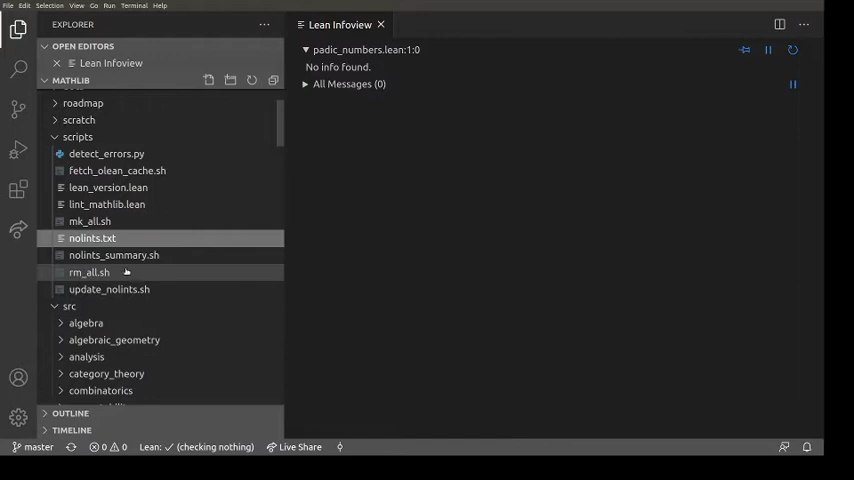 File Edit Selection View Go Run Terminal Help
EXPLORER
Lean Infoview
OPEN EDITORS
Lean Infoview
MATHLIB
roadmap
scratch
scripts
detect_errors.py
fetch_olean_cache.sh
lean_version.lean
lint_mathlib.lean
mk_all.sh
nolints.txt
nolints_summary.sh
rm_all.sh
update_nolints.sh
src
algebra
algebraic_geometry
analysis
category_theory
combinatorics
OUTLINE
TIMELINE
padic_numbers.lean:1:0
No info found.
All Messages (0)
master 0 0 Lean: ✓ (checking nothing) Live Share